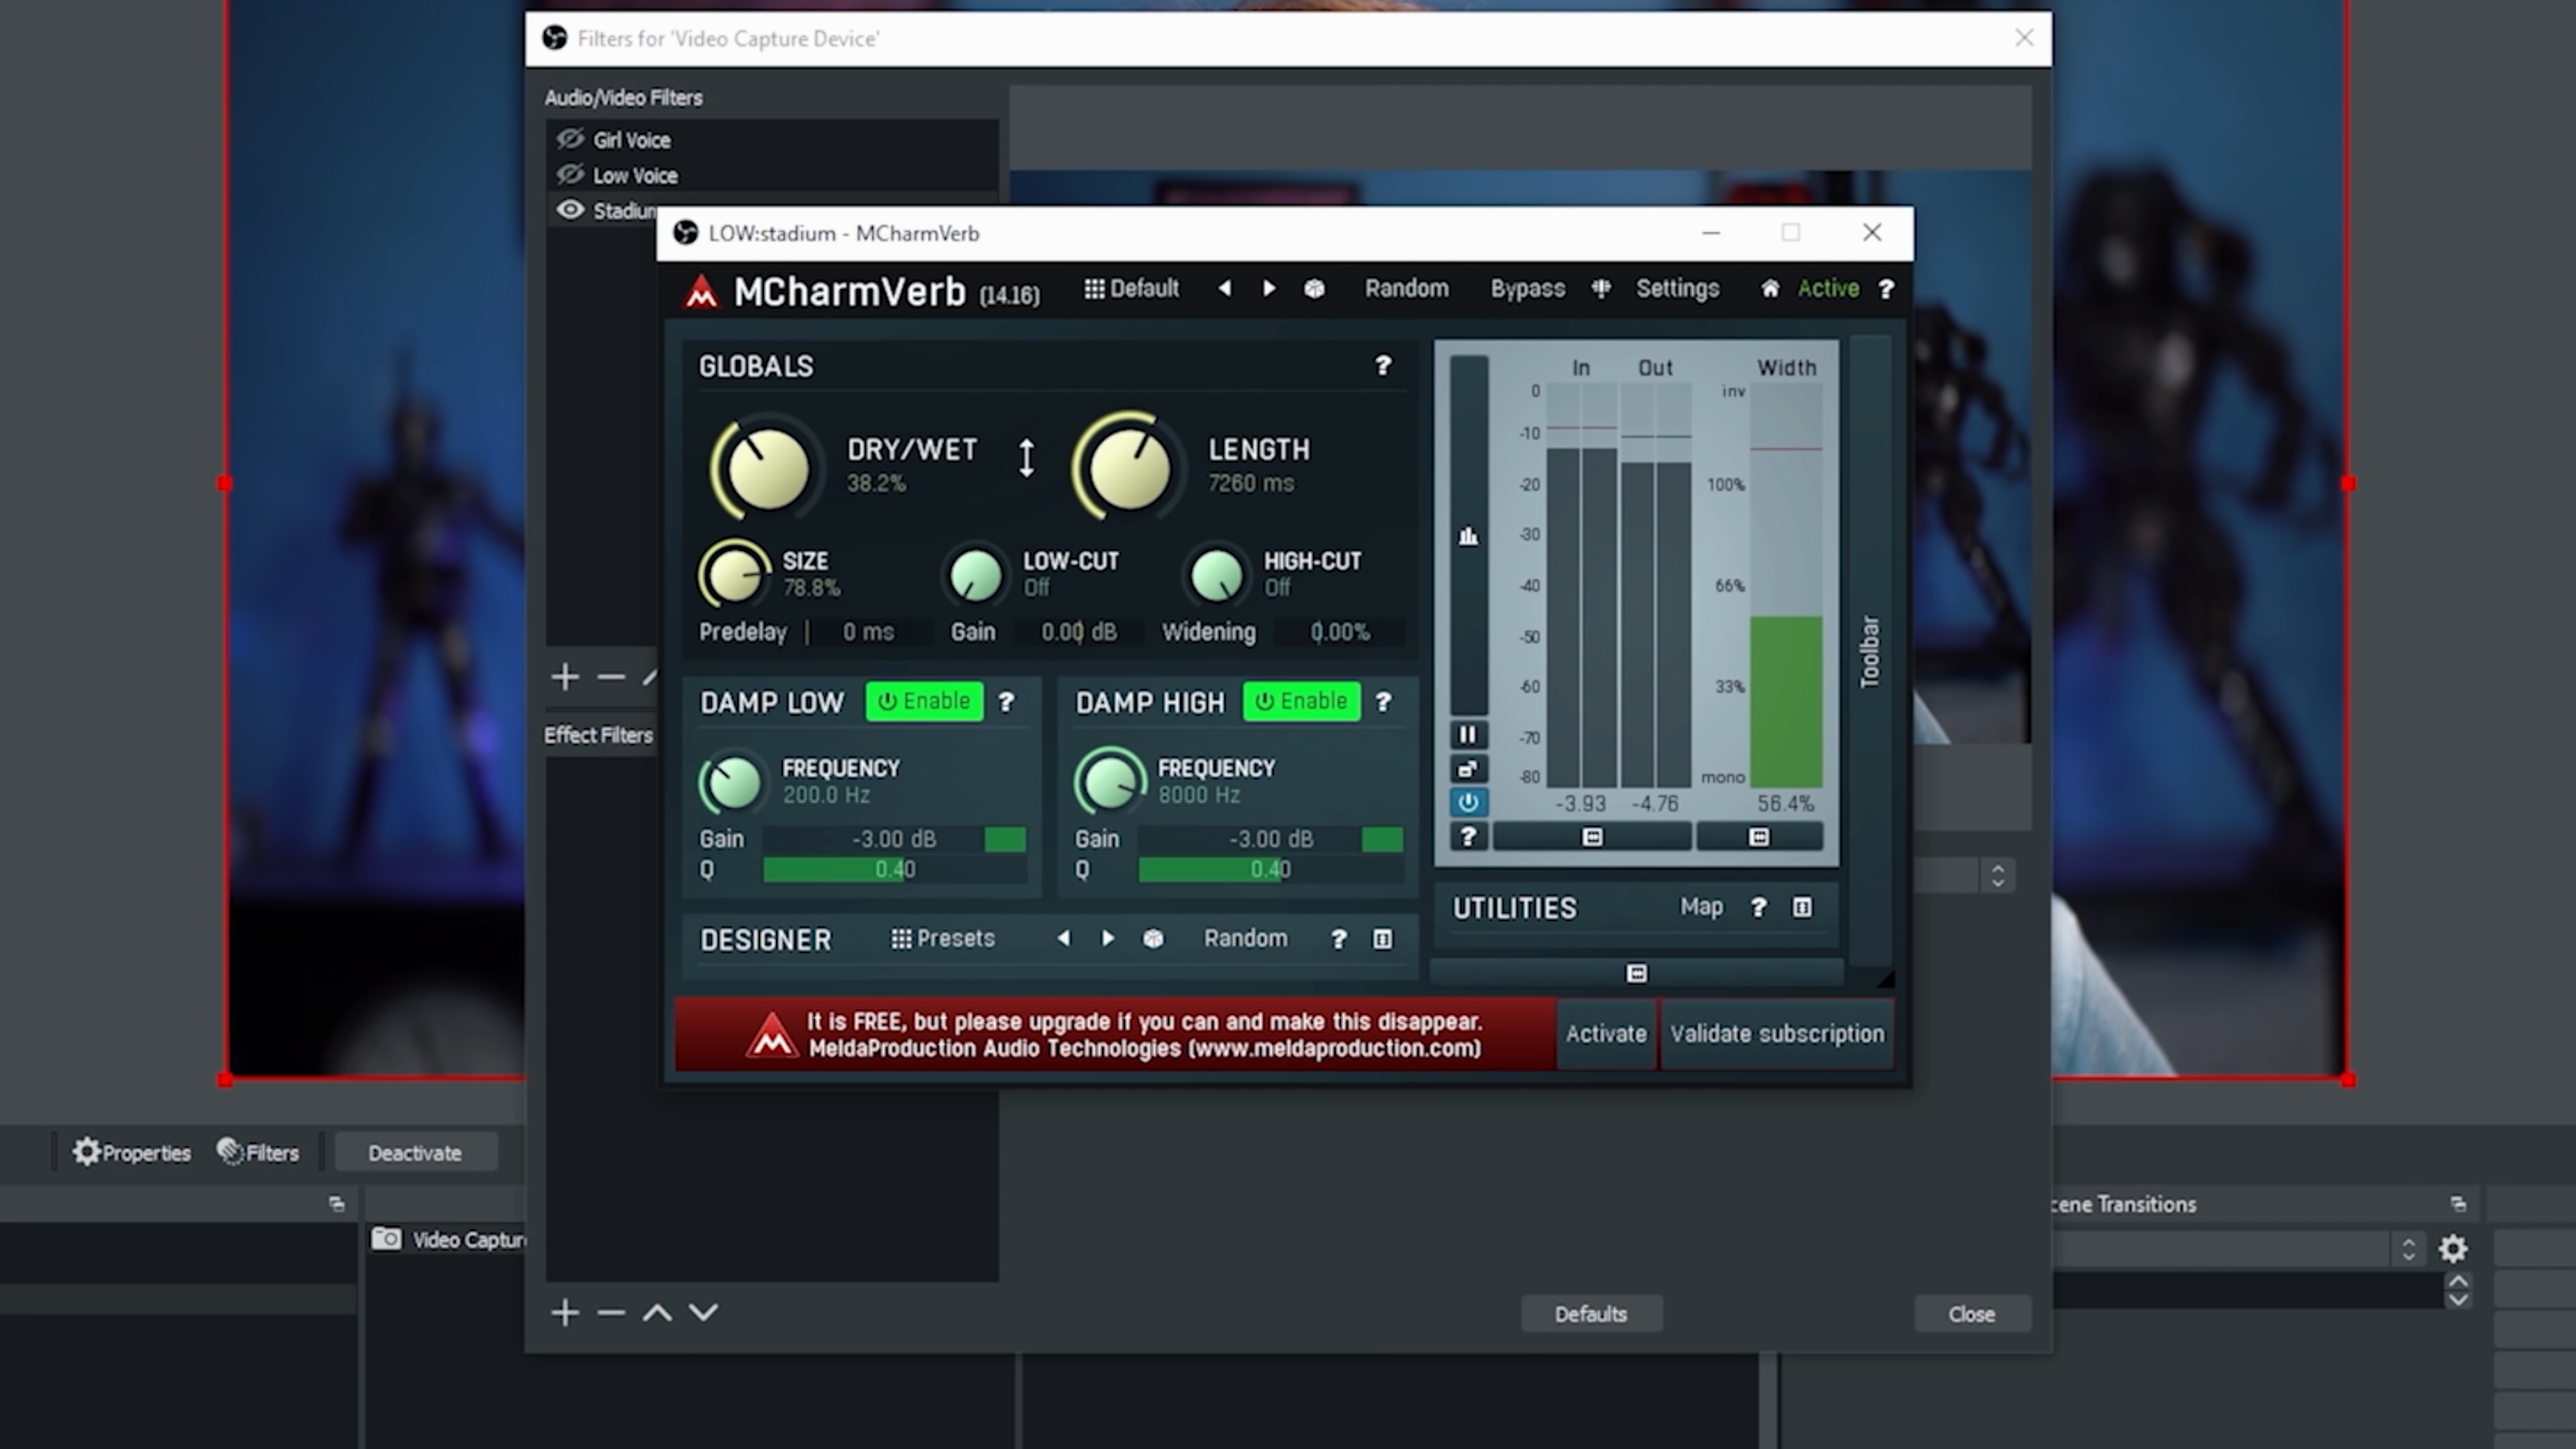 Filters for 'Video Capture Device'
Audio/Video Filters
Girl Voice
Low Voice
Stadium
LOW:stadium - MCharmVerb
MCharmVerb (14.16) Default Random Bypass Settings Active ?
GLOBALS ?
DRY/WET
38.2%
LENGTH
7260 ms
SIZE
78.8%
LOW-CUT
Off
HIGH-CUT
Off
Predelay 0 ms Gain 0.00 dB Widening 0.00%
DAMP LOW Enable ?
FREQUENCY
200.0 Hz
Gain -3.00 dB
Q 0.40
DAMP HIGH Enable ?
FREQUENCY
8000 Hz
Gain -3.00 dB
Q 0.40
DESIGNER Presets Random ?
In Out Width
0 inv
-10
-20 100%
-30
-40 66%
-50
-60 33%
-70
-80 mono
-3.93 -4.76 56.4%
?
UTILITIES Map ?
Toolbar
It is FREE, but please upgrade if you can and make this disappear.
MeldaProduction Audio Technologies (www.meldaproduction.com)
Activate
Validate subscription
Effect Filters
Properties Filters Deactivate
Video Captur
cene Transitions
Defaults
Close